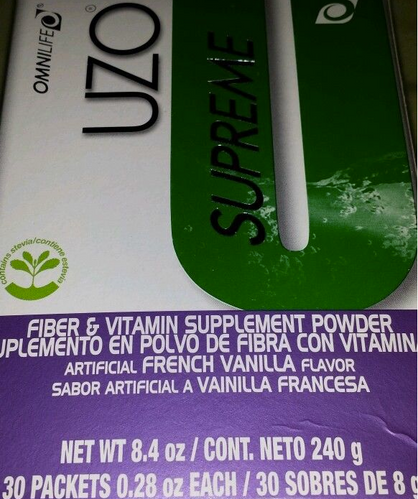 OMNILIFE
UZO
SUPREME
contains stevia/contiene estevia
FIBER & VITAMIN SUPPLEMENT POWDER
UPLEMENTO EN POLVO DE FIBRA CON VITAMINA
ARTIFICIAL FRENCH VANILLA FLAVOR
SABOR ARTIFICIAL A VAINILLA FRANCESA
NET WT 8.4 oz / CONT. NETO 240 g
30 PACKETS 0.28 oz EACH / 30 SOBRES DE 8 g